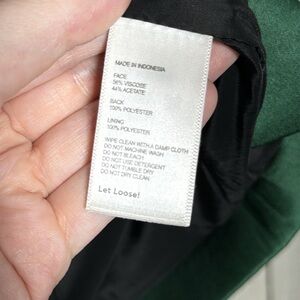 MADE IN INDONESIA
FACE
56% VISCOSE
44% ACETATE
BACK
100% POLYESTER
LINING
100% POLYESTER
WIPE CLEAN WITH A DAMP CLOTH
DO NOT MACHINE WASH
DO NOT BLEACH
DO NOT USE DETERGENT
DO NOT TUMBLE DRY
DO NOT DRY CLEAN
Let Loose!